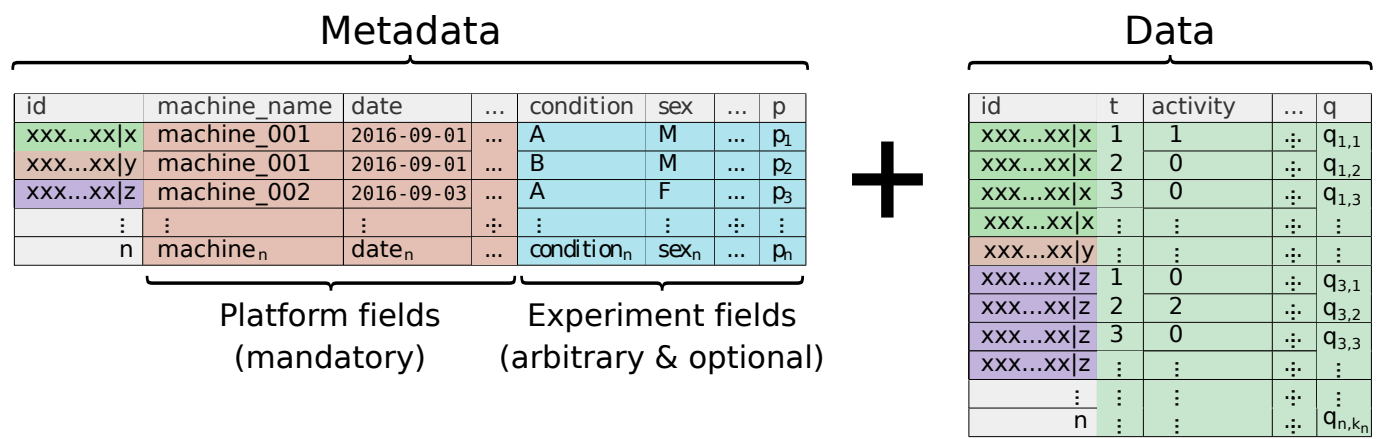 Metadata
Data
id machine_name date ... condition sex ... p
xxx...xx|x machine_001 2016-09-01 ... A M ... p₁
xxx...xx|y machine_001 2016-09-01 ... B M ... p₂
xxx...xx|z machine_002 2016-09-03 ... A F ... p₃
⋮ ⋮ ⋮ ⋰⋱ ⋮ ⋮ ⋰⋱ ⋮
n machineₙ dateₙ ... conditionₙ sexₙ ... pₙ
Platform fields
(mandatory)
Experiment fields
(arbitrary & optional)
+
id t activity ... q
xxx...xx|x 1 1 ⋰⋱ q₁,₁
xxx...xx|x 2 0 ⋰⋱ q₁,₂
xxx...xx|x 3 0 ⋰⋱ q₁,₃
xxx...xx|x ⋮ ⋮ ⋰⋱ ⋮
xxx...xx|y ⋮ ⋮ ⋰⋱ ⋮
xxx...xx|z 1 0 ⋰⋱ q₃,₁
xxx...xx|z 2 2 ⋰⋱ q₃,₂
xxx...xx|z 3 0 ⋰⋱ q₃,₃
xxx...xx|z ⋮ ⋮ ⋰⋱ ⋮
⋮ ⋮ ⋮ ⋰⋱ ⋮
n ⋮ ⋮ ⋰⋱ qₙ,ₖₙ